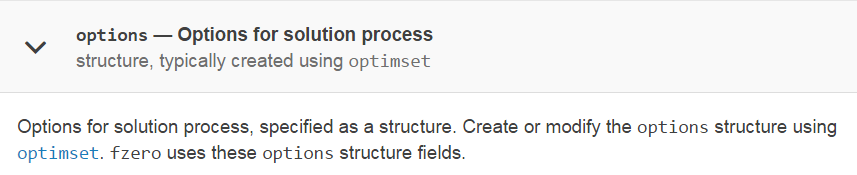 options — Options for solution process
structure, typically created using optimset
Options for solution process, specified as a structure. Create or modify the options structure using
optimset. fzero uses these options structure fields.